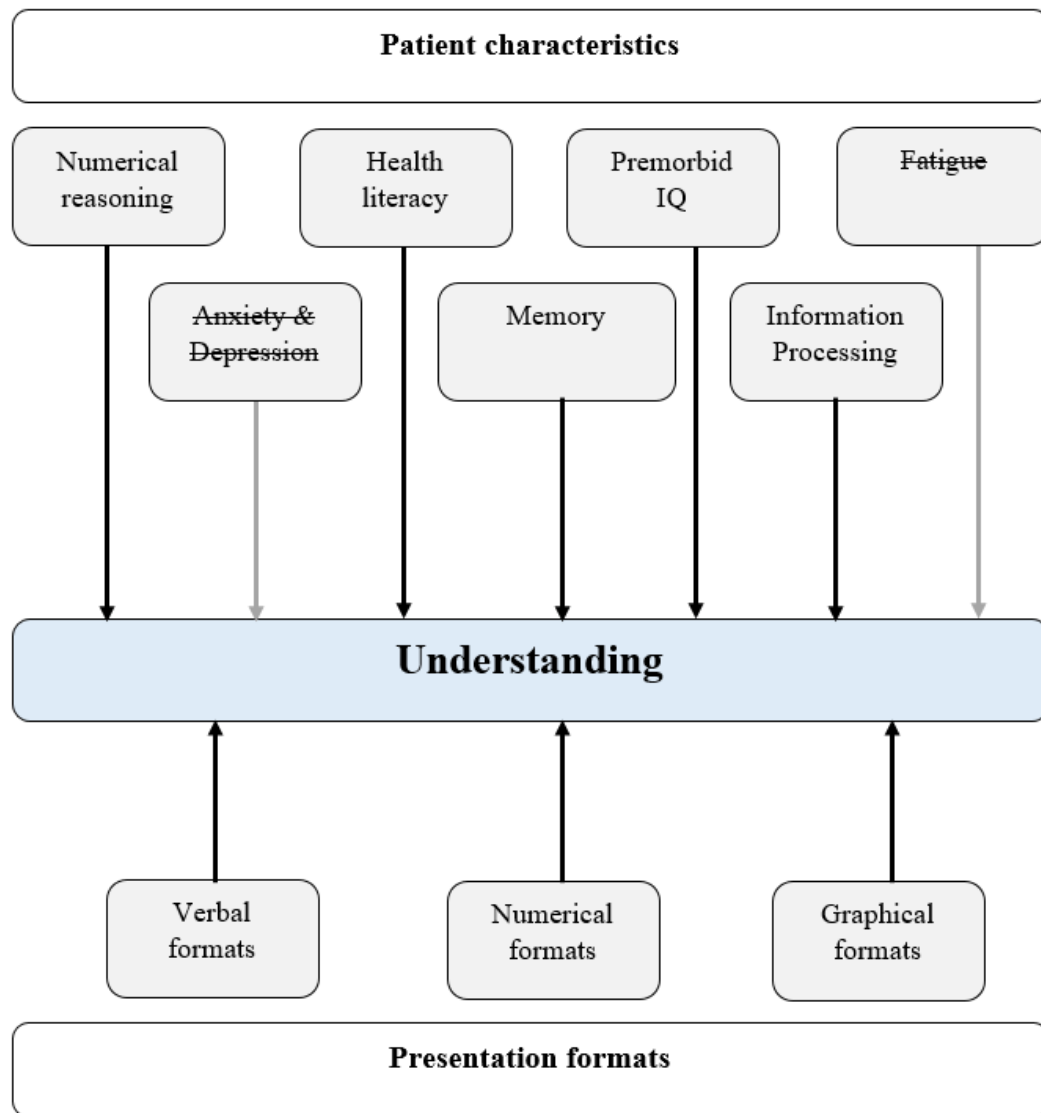 Patient characteristics
Numerical
reasoning
Health
literacy
Premorbid
IQ
Fatigue
Anxiety &
Depression
Memory
Information
Processing
Understanding
Verbal
formats
Numerical
formats
Graphical
formats
Presentation formats